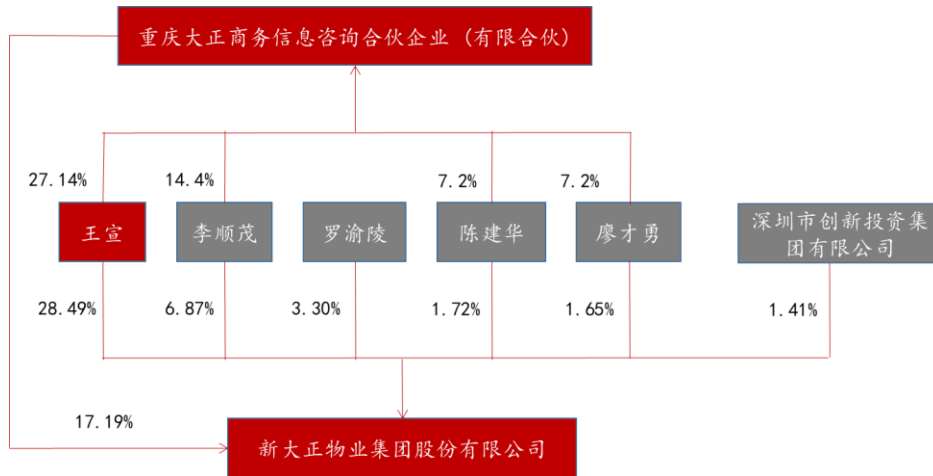 重庆大正商务信息咨询合伙企业 (有限合伙)
27.14%
14.4%
7.2%
7.2%
王宣
李顺茂
罗渝陵
陈建华
廖才勇
深圳市创新投资集
团有限公司
28.49%
6.87%
3.30%
1.72%
1.65%
1.41%
17.19%
新大正物业集团股份有限公司